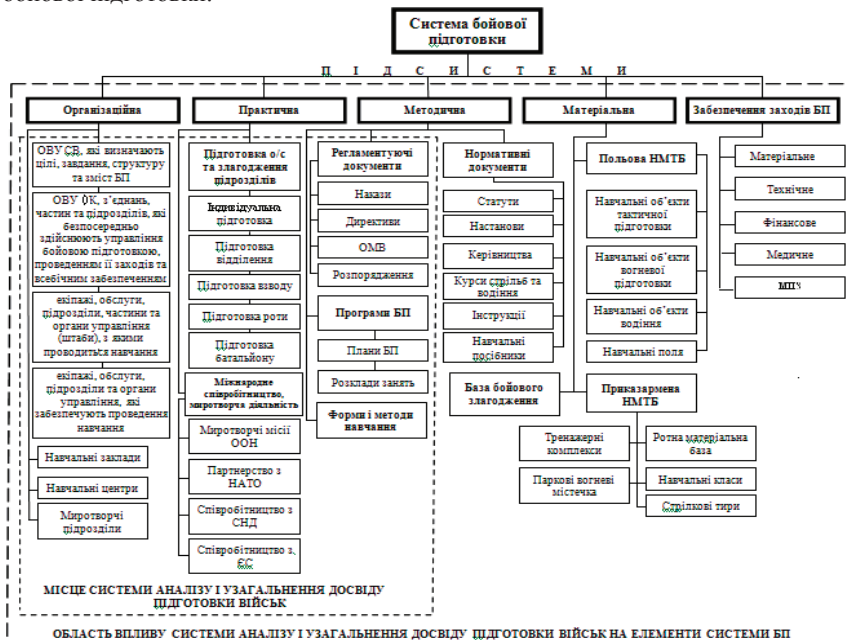 Система бойової
підготовки
П І Д С И С Т Е М И
Організаційна
Практична
Методична
Матеріальна
Забезпечення заходів БП
ОВУ СВ, які визначають
цілі, завдання, структуру
та зміст БП
ОВУ ОК, з’єднань,
частин та підрозділів, які
безпосередньо
здійснюють управління
бойовою підготовкою,
проведенням її заходів та
всебічним забезпеченням
екіпажі, обслуги,
підрозділи, частини та
органи управління
(штаби), з якими
проводиться навчання
екіпажі, обслуги,
підрозділи та органи
управління, які
забезпечують проведення
навчання
Навчальні заклади
Навчальні центри
Миротворчі
підрозділи
Підготовка о/с
та злагодження
підрозділів
Індивідуальна
підготовка
Підготовка
відділення
Підготовка взводу
Підготовка роти
Підготовка
батальйону
Міжнародне
співробітництво,
миротворча діяльність
Миротворчі місії
ООН
Партнерство з
НАТО
Співробітництво з
СНД
Співробітництво з
ЄС
Регламентуючі
документи
Накази
Директиви
ОМВ
Розпорядження
Програми БП
Плани БП
Розклади занять
Форми і методи
навчання
Нормативні
документи
Статути
Настанови
Керівництва
Курси стрільб та
водіння
Інструкції
Навчальні
посібники
База бойового
злагодження
Польова НМТБ
Навчальні об’єкти
тактичної
підготовки
Навчальні об’єкти
вогневої
підготовки
Навчальні об’єкти
водіння
Навчальні поля
Приказармена
НМТБ
Тренажерні
комплекси
Паркові вогневі
містечка
Ротна матеріальна
база
Навчальні класи
Стрілкові тири
Матеріальне
Технічне
Фінансове
Медичне
МІСЦЕ СИСТЕМИ АНАЛІЗУ І УЗАГАЛЬНЕННЯ ДОСВІДУ
ПІДГОТОВКИ ВІЙСЬК
ОБЛАСТЬ ВПЛИВУ СИСТЕМИ АНАЛІЗУ І УЗАГАЛЬНЕННЯ ДОСВІДУ ПІДГОТОВКИ ВІЙСЬК НА ЕЛЕМЕНТИ СИСТЕМИ БП